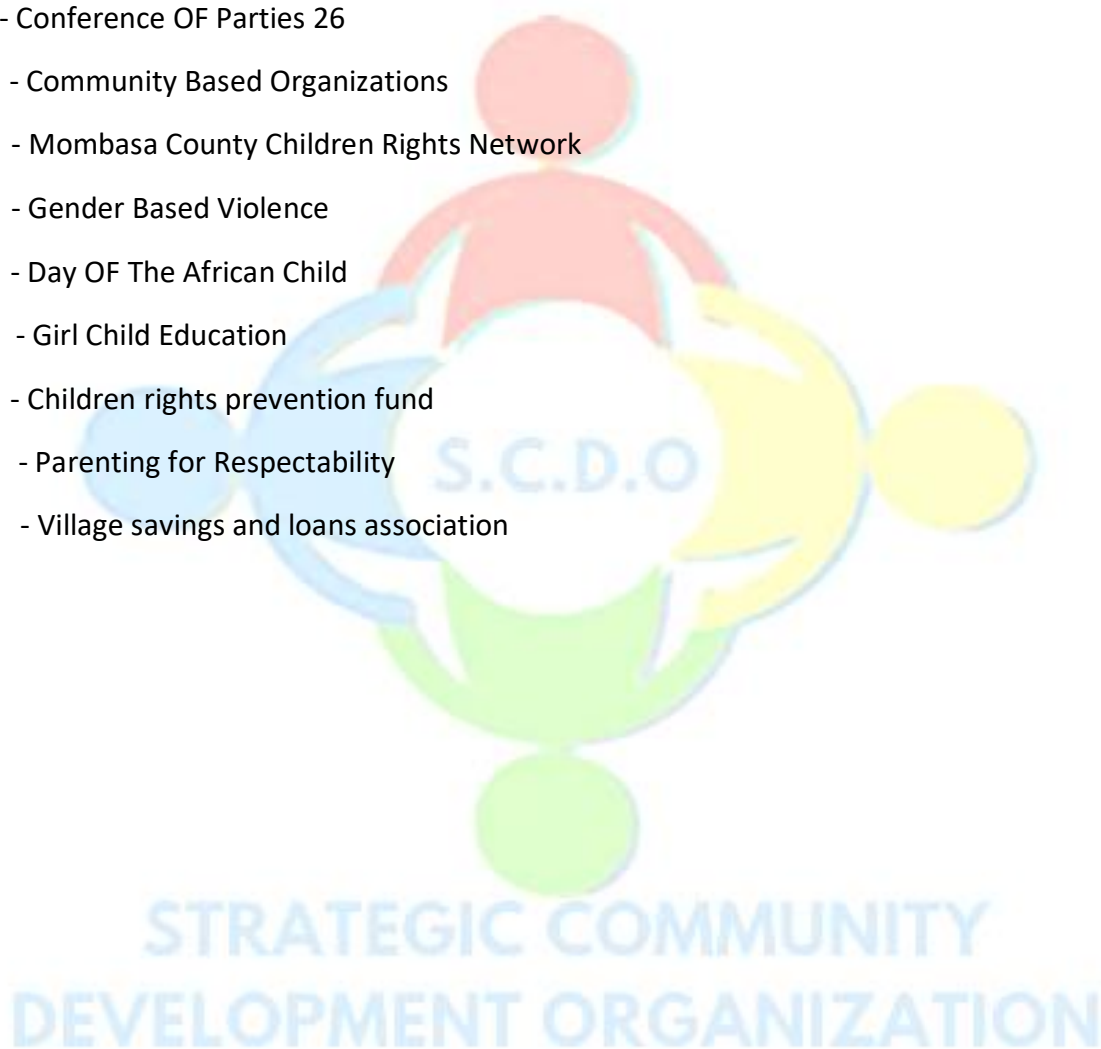 - Conference OF Parties 26
- Community Based Organizations
- Mombasa County Children Rights Network
- Gender Based Violence
- Day OF The African Child
- Girl Child Education
- Children rights prevention fund
- Parenting for Respectability
- Village savings and loans association
S.C.D.O
STRATEGIC COMMUNITY
DEVELOPMENT ORGANIZATION